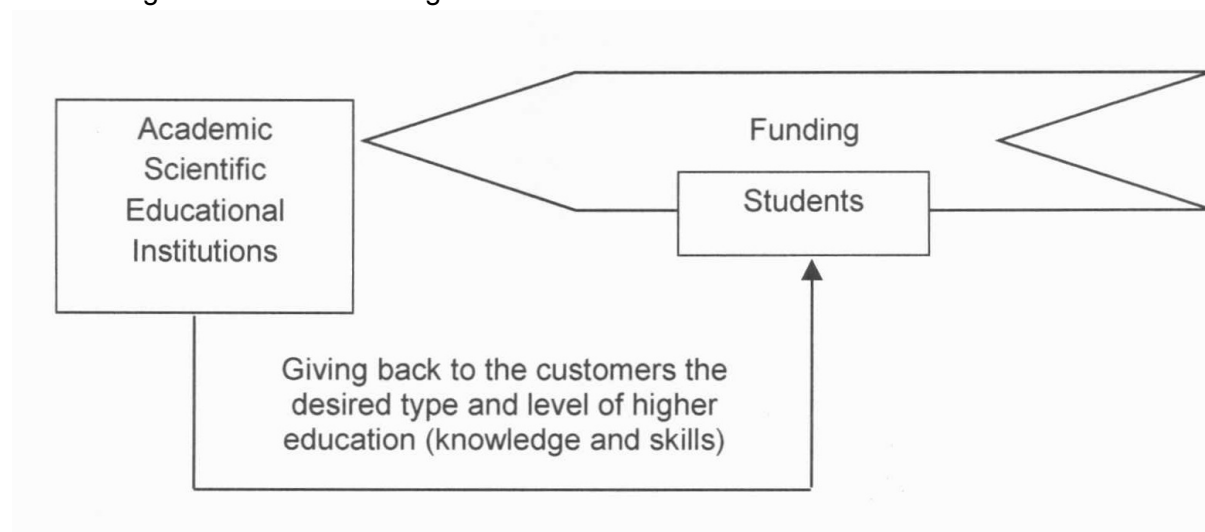 Academic
Scientific
Educational
Institutions
Funding
Students
Giving back to the customers the
desired type and level of higher
education (knowledge and skills)